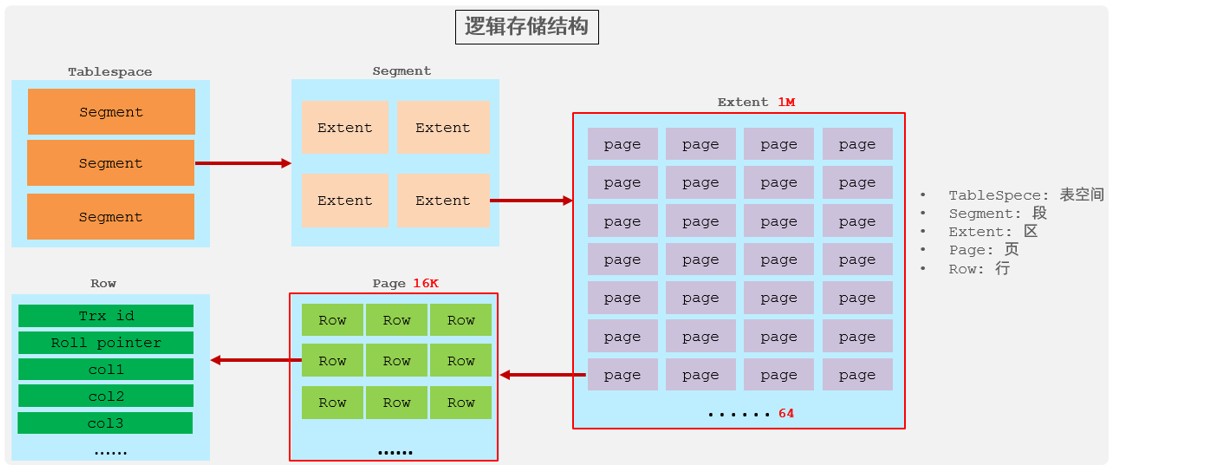 逻辑存储结构
Tablespace
Segment
Segment
Segment
Segment
Extent Extent
Extent Extent
Extent 1M
page page page page
page page page page
page page page page
page page page page
page page page page
page page page page
page page page page
......64
• TableSpece: 表空间
• Segment: 段
• Extent: 区
• Page: 页
• Row: 行
Row
Trx id
Roll pointer
col1
col2
col3
......
Page 16K
Row Row Row
Row Row Row
Row Row Row
......